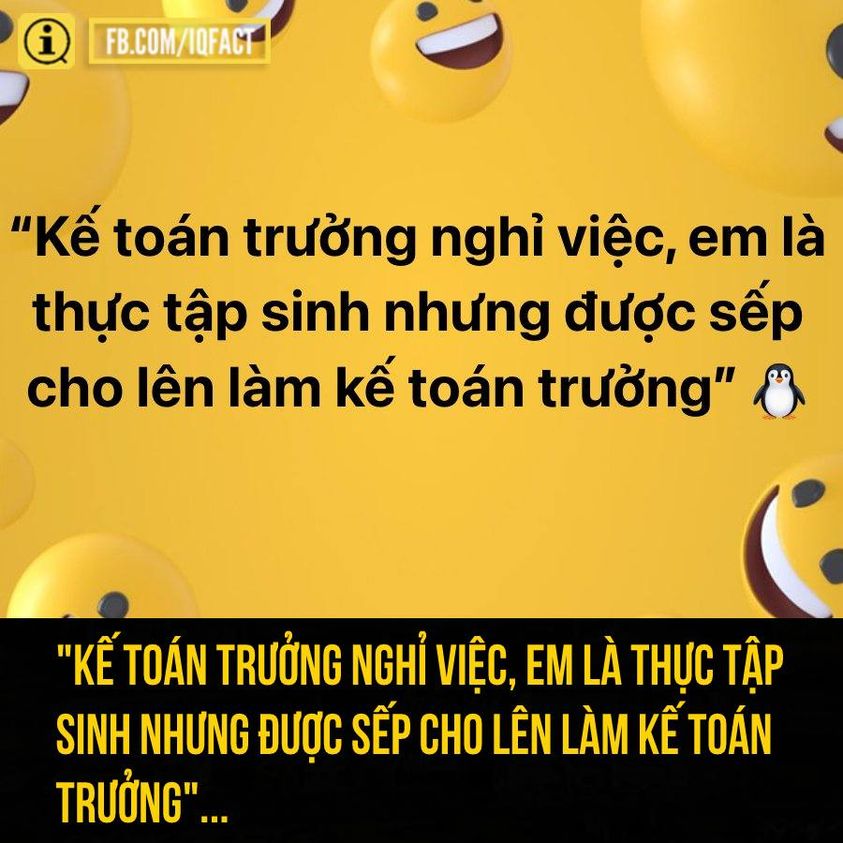 FB.COM/IQFACT
“Kế toán trưởng nghỉ việc, em là
thực tập sinh nhưng được sếp
cho lên làm kế toán trưởng” 🐧
"KẾ TOÁN TRƯỞNG NGHỈ VIỆC, EM LÀ THỰC TẬP
SINH NHƯNG ĐƯỢC SẾP CHO LÊN LÀM KẾ TOÁN
TRƯỞNG"...